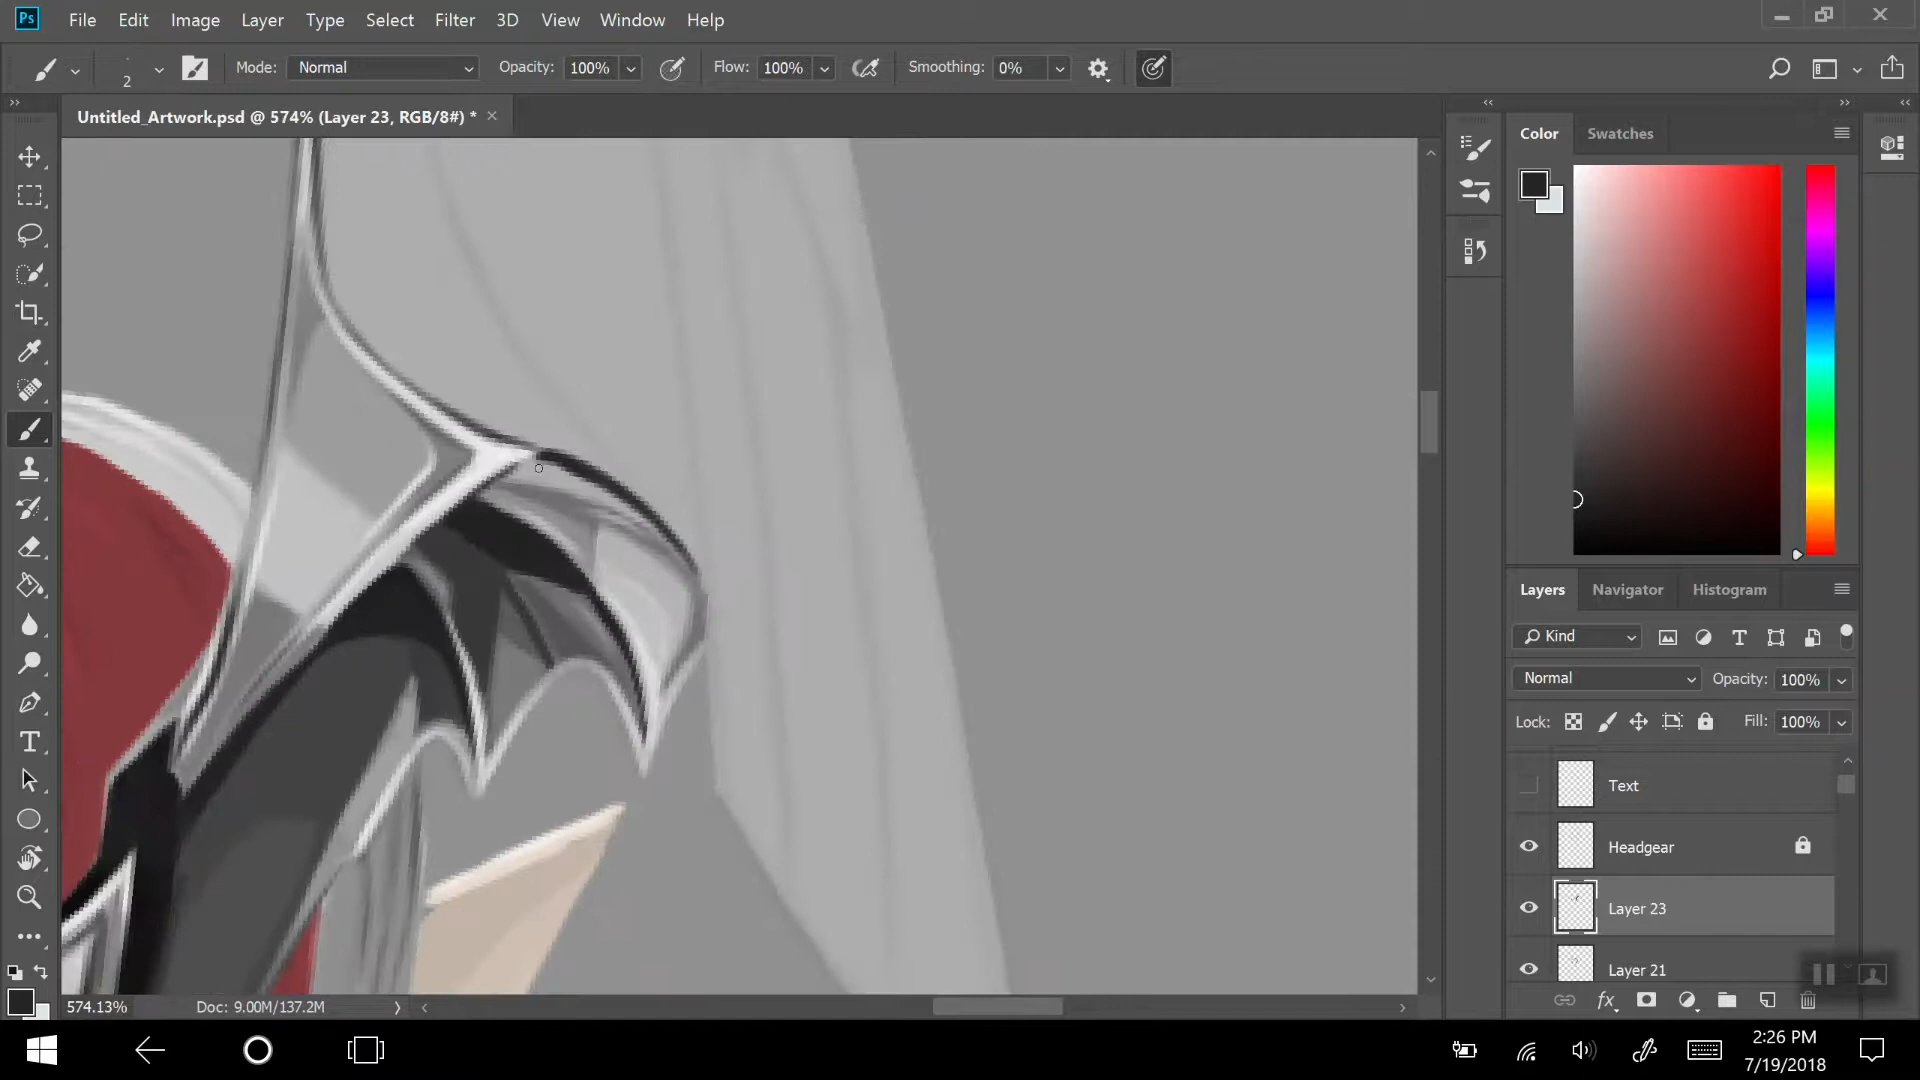 Ps File Edit Image Layer Type Select Filter 3D View Window Help
2 Mode: Normal Opacity: 100% Flow: 100% Smoothing: 0%
Untitled_Artwork.psd @ 574% (Layer 23, RGB/8#) *
Color Swatches
Layers Navigator Histogram
Kind
Normal Opacity: 100%
Lock: Fill: 100%
Text
Headgear
Layer 23
Layer 21
574.13% Doc: 9.00M/137.2M
2:26 PM
7/19/2018